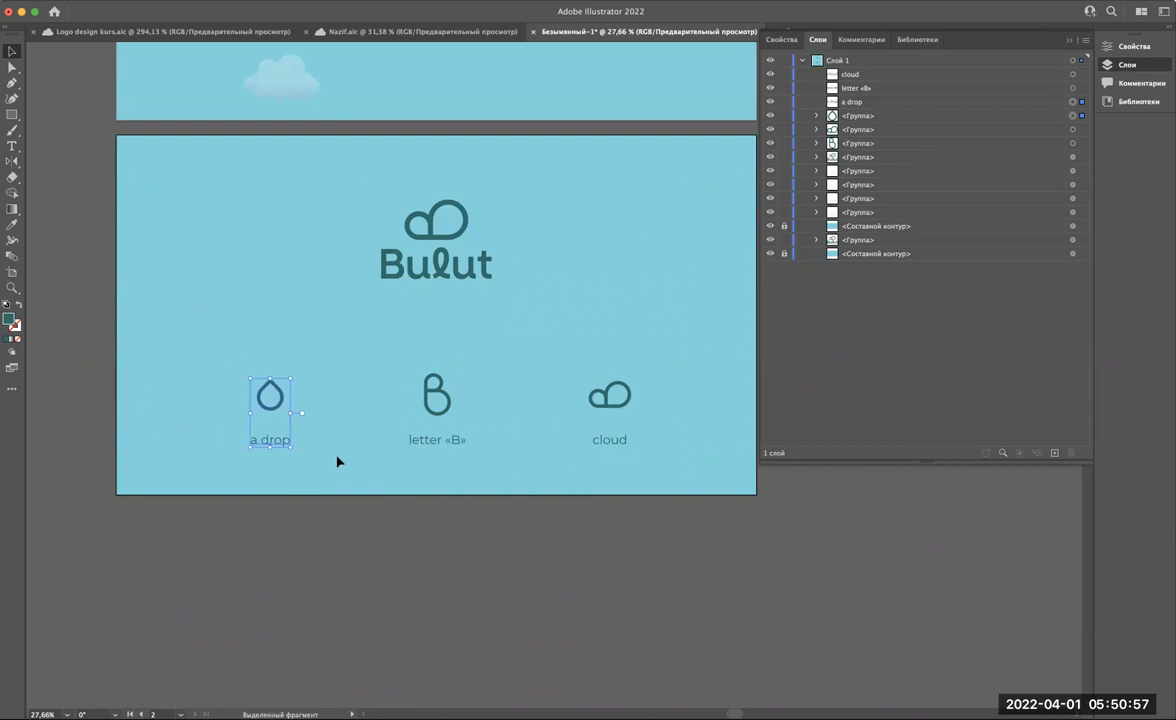 Adobe Illustrator 2022
Logo design kurs.aic @ 294,13 % (RGB/Предварительный просмотр)
Nazif.aic @ 31,38 % (RGB/Предварительный просмотр)
Безымянный-1* @ 27,66 % (RGB/Предварительный просмотр)
Свойства
Слои
Комментарии
Библиотеки
Слой 1
cloud
letter «B»
a drop
<Группа>
<Группа>
<Группа>
<Группа>
<Группа>
<Группа>
<Группа>
<Группа>
<Составной контур>
<Группа>
<Составной контур>
1 слой
Свойства
Слои
Комментарии
Библиотеки
Bulut
a drop
letter «B»
cloud
27,66%
0°
2
Выделенный фрагмент
2022-04-01 05:50:57